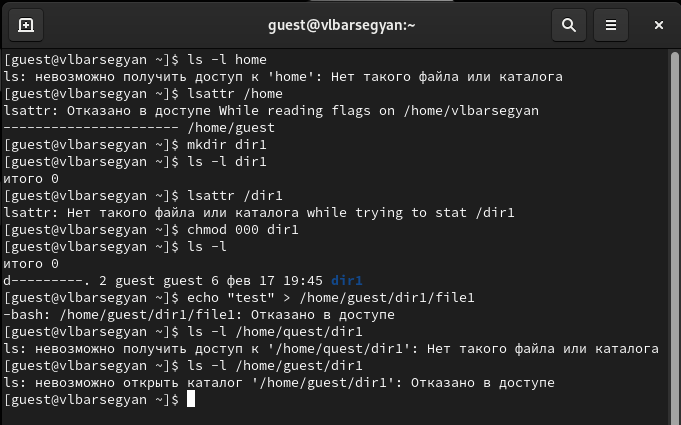 guest@vlbarsegyan:~
[guest@vlbarsegyan ~]$ ls -l home
ls: невозможно получить доступ к 'home': Нет такого файла или каталога
[guest@vlbarsegyan ~]$ lsattr /home
lsattr: Отказано в доступе While reading flags on /home/vlbarsegyan
---------------------- /home/guest
[guest@vlbarsegyan ~]$ mkdir dir1
[guest@vlbarsegyan ~]$ ls -l dir1
итого 0
[guest@vlbarsegyan ~]$ lsattr /dir1
lsattr: Нет такого файла или каталога while trying to stat /dir1
[guest@vlbarsegyan ~]$ chmod 000 dir1
[guest@vlbarsegyan ~]$ ls -l
итого 0
d---------. 2 guest guest 6 фев 17 19:45 dir1
[guest@vlbarsegyan ~]$ echo "test" > /home/guest/dir1/file1
-bash: /home/guest/dir1/file1: Отказано в доступе
[guest@vlbarsegyan ~]$ ls -l /home/quest/dir1
ls: невозможно получить доступ к '/home/quest/dir1': Нет такого файла или каталога
[guest@vlbarsegyan ~]$ ls -l /home/guest/dir1
ls: невозможно открыть каталог '/home/guest/dir1': Отказано в доступе
[guest@vlbarsegyan ~]$